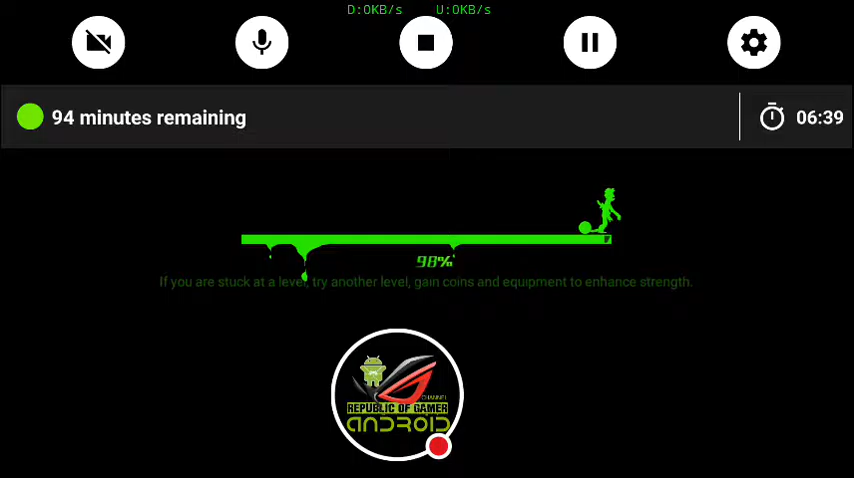 D:0KB/s U:0KB/s
94 minutes remaining
06:39
98%
If you are stuck at a level, try another level, gain coins and equipment to enhance strength.
CHANNEL
REPUBLIC OF GAMER
ANDROID